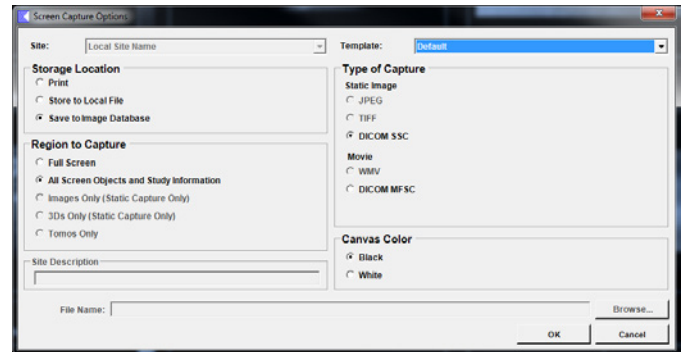 Screen Capture Options
Site: Local Site Name Template: Default
Storage Location
Print
Store to Local File
Save to Image Database
Region to Capture
Full Screen
All Screen Objects and Study Information
Images Only (Static Capture Only)
3Ds Only (Static Capture Only)
Tomos Only
Site Description
Type of Capture
Static Image
JPEG
TIFF
DICOM SSC
Movie
WMV
DICOM MFSC
Canvas Color
Black
White
File Name: Browse...
OK Cancel